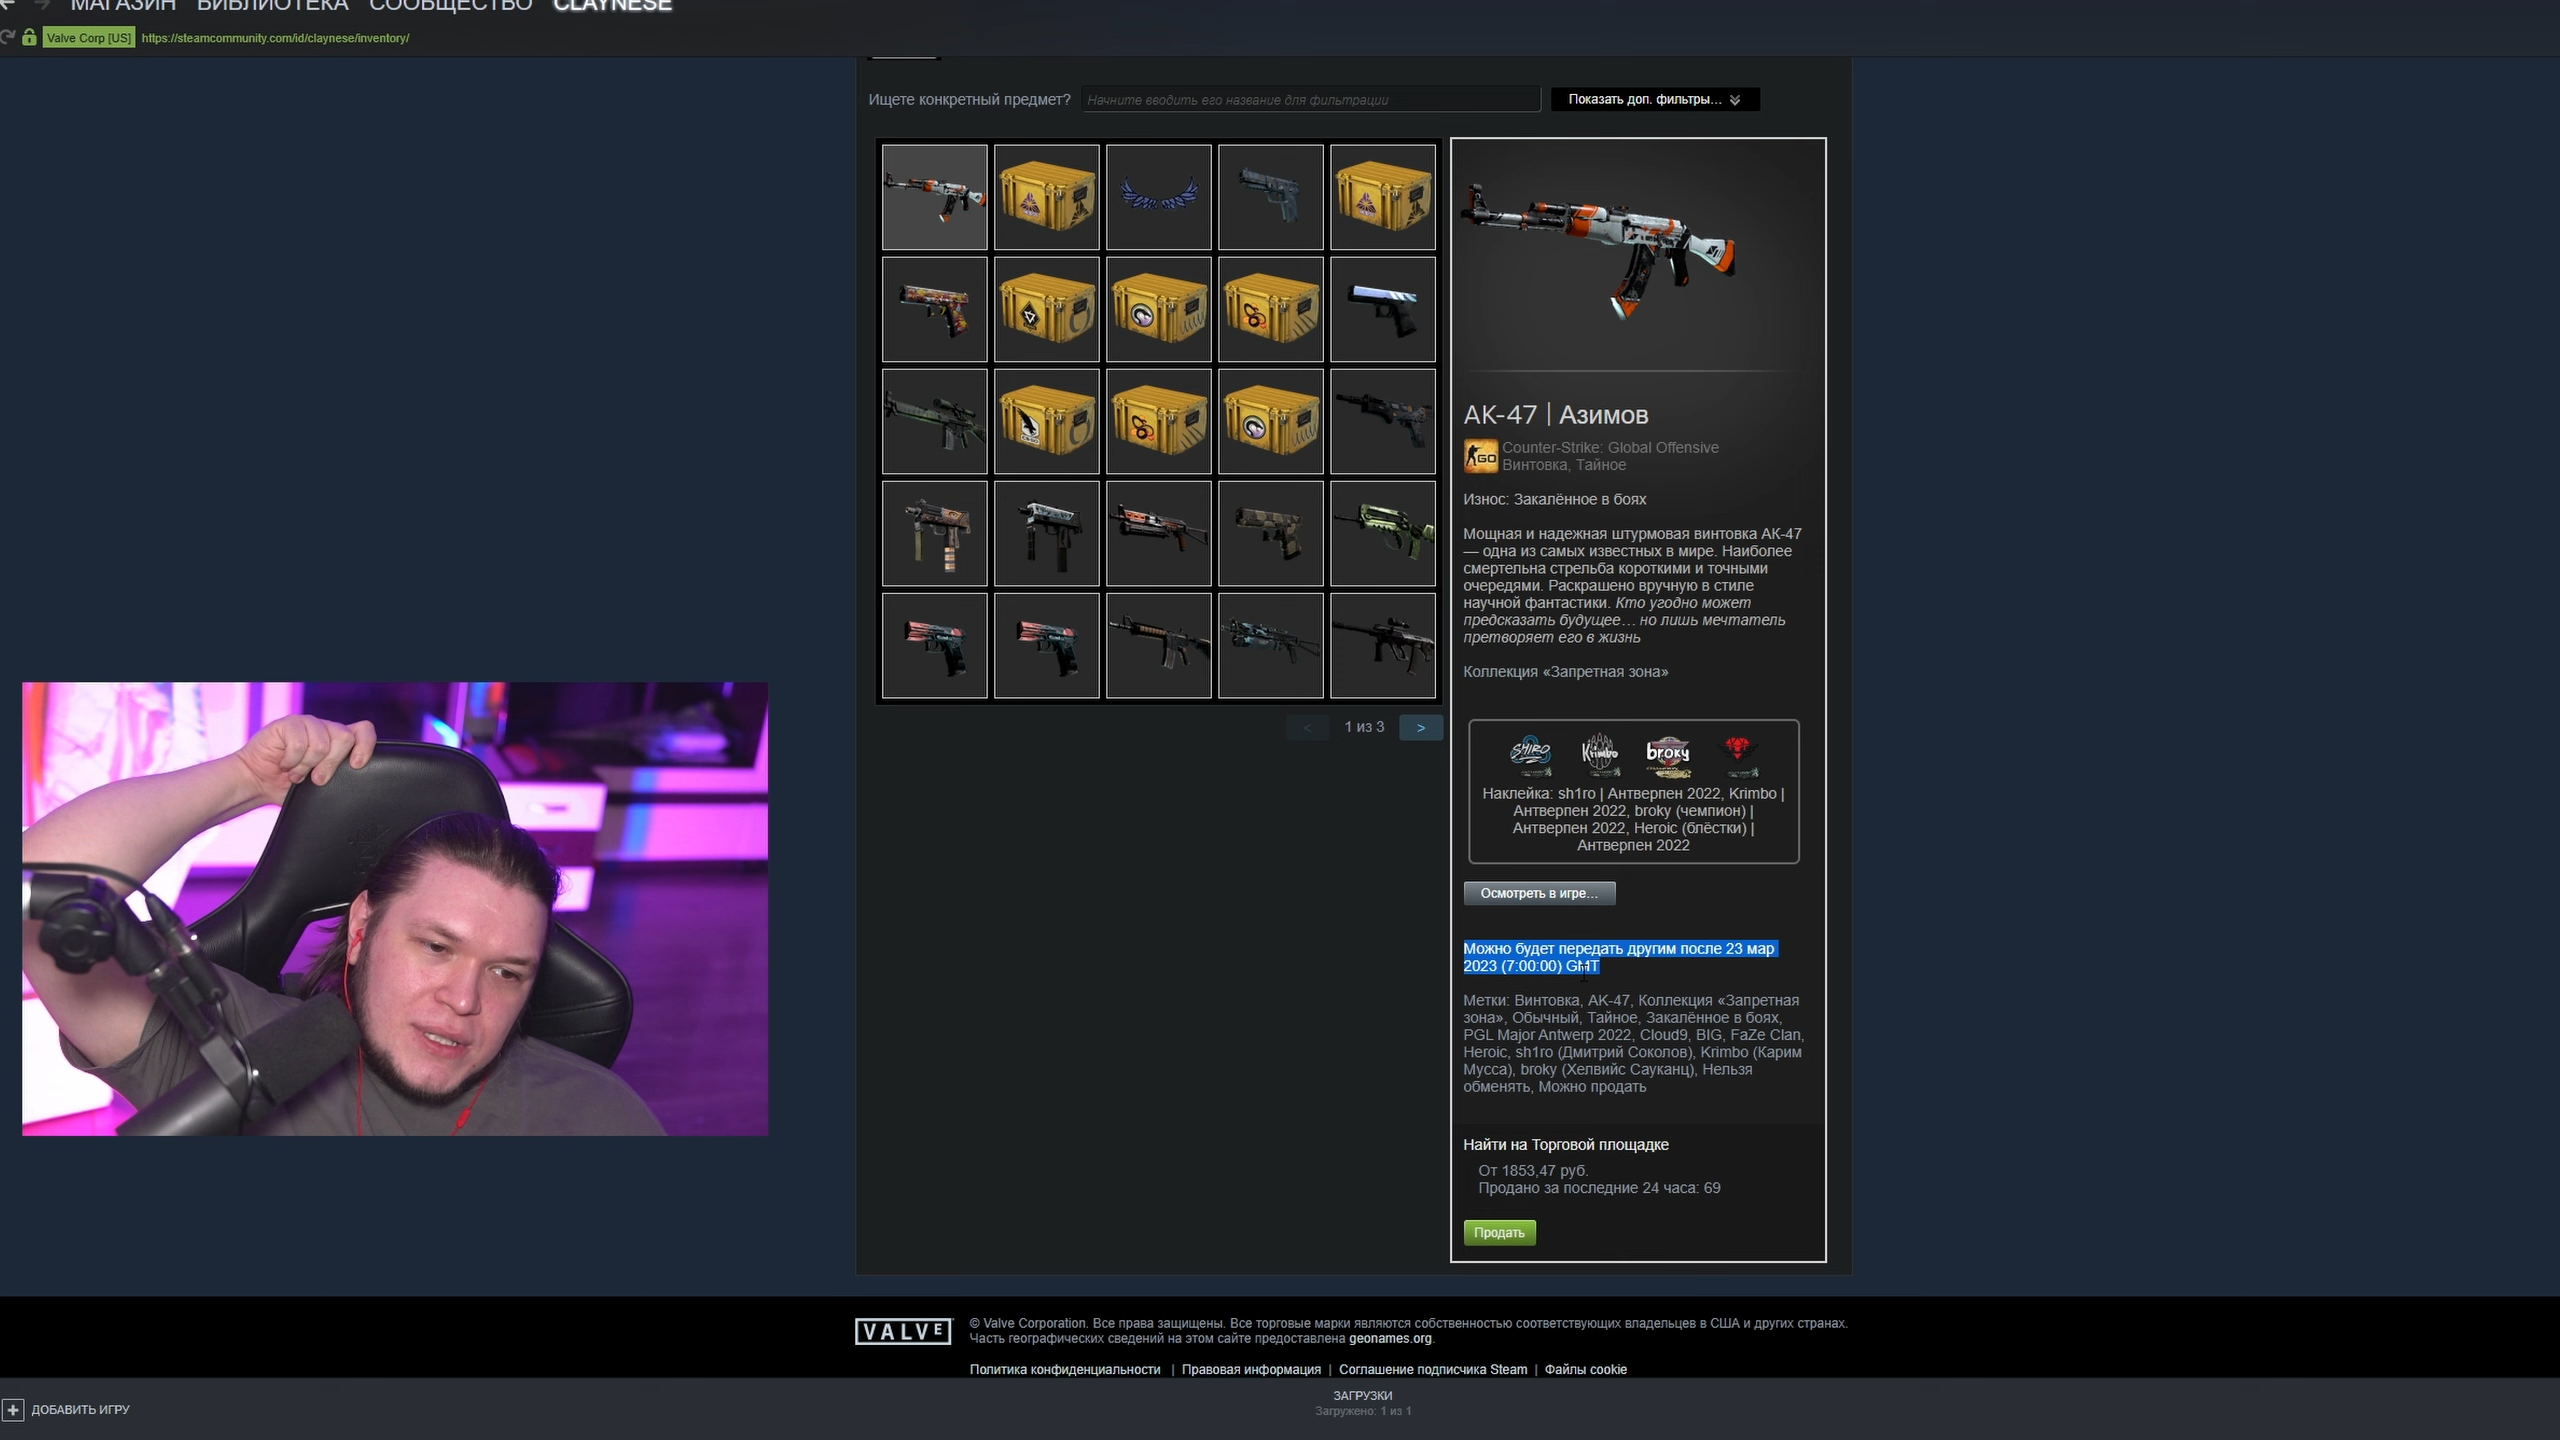 МАГАЗИН БИБЛИОТЕКА СООБЩЕСТВО CLAYNESE
Valve Corp [US] https://steamcommunity.com/id/claynese/inventory/
Ищете конкретный предмет? Начните вводить его название для фильтрации Показать доп. фильтры...
AK-47 | Азимов
GO
Counter-Strike: Global Offensive
Винтовка, Тайное
Износ: Закалённое в боях
Мощная и надежная штурмовая винтовка АК-47
— одна из самых известных в мире. Наиболее
смертельна стрельба короткими и точными
очередями. Раскрашено вручную в стиле
научной фантастики. Кто угодно может
предсказать будущее… но лишь мечтатель
претворяет его в жизнь
Коллекция «Запретная зона»
SHIRO Krimbo broky
Наклейка: sh1ro | Антверпен 2022, Krimbo |
Антверпен 2022, broky (чемпион) |
Антверпен 2022, Heroic (блёстки) |
Антверпен 2022
Осмотреть в игре...
Можно будет передать другим после 23 мар
2023 (7:00:00) GMT
Метки: Винтовка, AK-47, Коллекция «Запретная
зона», Обычный, Тайное, Закалённое в боях,
PGL Major Antwerp 2022, Cloud9, BIG, FaZe Clan,
Heroic, sh1ro (Дмитрий Соколов), Krimbo (Карим
Мусса), broky (Хелвийс Сауканц), Нельзя
обменять, Можно продать
Найти на Торговой площадке
От 1853,47 руб.
Продано за последние 24 часа: 69
Продать
< 1 из 3 >
VALVE
© Valve Corporation. Все права защищены. Все торговые марки являются собственностью соответствующих владельцев в США и других странах.
Часть географических сведений на этом сайте предоставлена geonames.org.
Политика конфиденциальности | Правовая информация | Соглашение подписчика Steam | Файлы cookie
+ ДОБАВИТЬ ИГРУ
ЗАГРУЗКИ
Загружено: 1 из 1